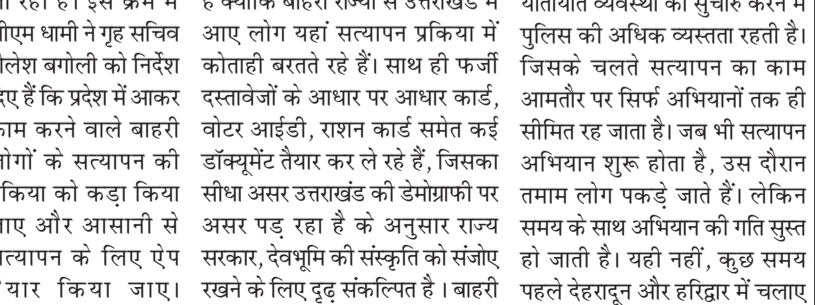 रहा है। इस क्रम में
धामी ने गृह सचिव
बगोली को निर्देश
हैं कि प्रदेश में आकर
करने वाले बाहरी
के सत्यापन की
को कड़ा किया
और आसानी से
के लिए ऐप
किया जाए।
है क्योंकि बाहरी राज्यों से उत्तराखंड में
आए लोग यहां सत्यापन प्रकिया में
कोताही बरतते रहे हैं। साथ ही फर्जी
दस्तावेजों के आधार पर आधार कार्ड,
वोटर आईडी, राशन कार्ड समेत कई
डॉक्यूमेंट तैयार कर ले रहे हैं, जिसका
सीधा असर उत्तराखंड की डेमोग्राफी पर
असर पड़ रहा है के अनुसार राज्य
सरकार, देवभूमि की संस्कृति को संजोए
रखने के लिए दृढ़ संकल्पित है । बाहरी
यातायात व्यवस्था को सुचारु करने में
पुलिस की अधिक व्यस्तता रहती है।
जिसके चलते सत्यापन का काम
आमतौर पर सिर्फ अभियानों तक ही
सीमित रह जाता है। जब भी सत्यापन
अभियान शुरू होता है, उस दौरान
तमाम लोग पकड़े जाते हैं। लेकिन
समय के साथ अभियान की गति सुस्त
हो जाती है। यही नहीं, कुछ समय
पहले देहरादून और हरिद्वार में चलाए